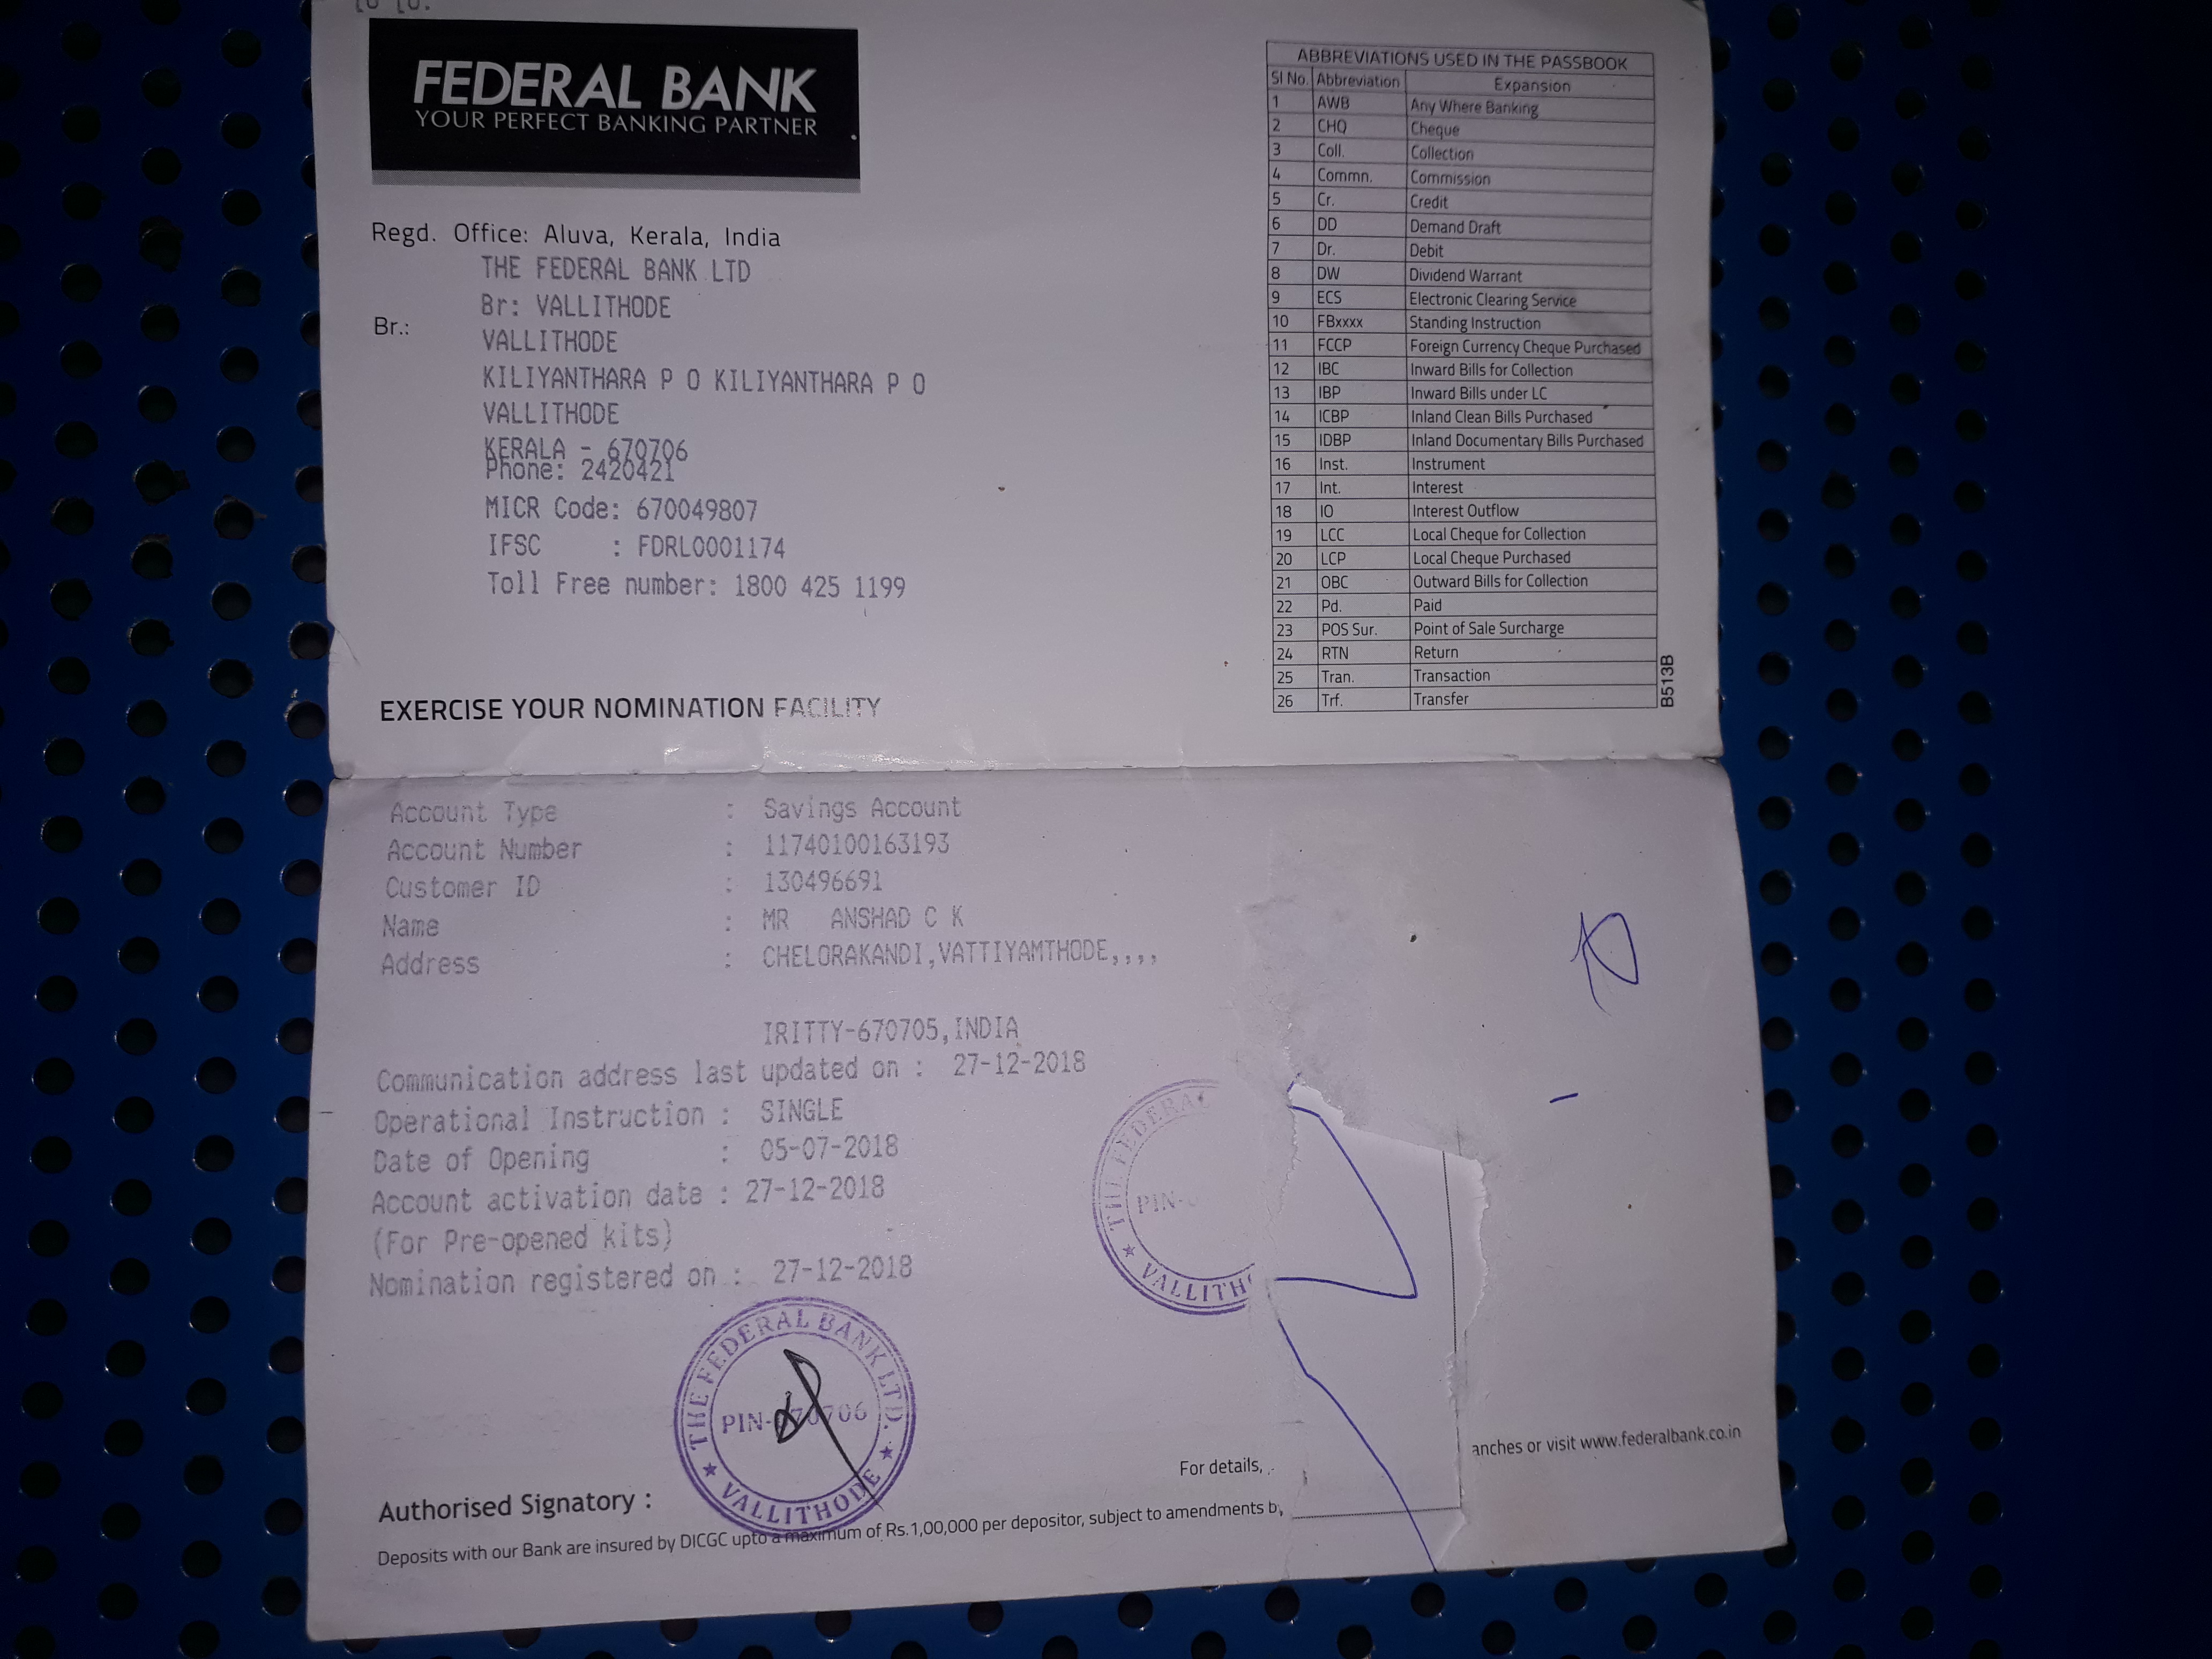 FEDERAL BANK
YOUR PERFECT BANKING PARTNER
Regd. Office: Aluva, Kerala, India
THE FEDERAL BANK LTD
Br: VALLITHODE
Br.:
VALLITHODE
KILIYANTHARA P O KILIYANTHARA P O
VALLITHODE
KERALA - 670706
Phone: 2420421
MICR Code: 670049807
IFSC : FDRL0001174
Toll Free number: 1800 425 1199
EXERCISE YOUR NOMINATION FACILITY
ABBREVIATIONS USED IN THE PASSBOOK
Sl No. Abbreviation Expansion
1 AWB Any Where Banking
2 CHQ Cheque
3 Coll. Collection
4 Commn. Commission
5 Cr. Credit
6 DD Demand Draft
7 Dr. Debit
8 DW Dividend Warrant
9 ECS Electronic Clearing Service
10 FBxxxx Standing Instruction
11 FCCP Foreign Currency Cheque Purchased
12 IBC Inward Bills for Collection
13 IBP Inward Bills under LC
14 ICBP Inland Clean Bills Purchased
15 IDBP Inland Documentary Bills Purchased
16 Inst. Instrument
17 Int. Interest
18 IO Interest Outflow
19 LCC Local Cheque for Collection
20 LCP Local Cheque Purchased
21 OBC Outward Bills for Collection
22 Pd. Paid
23 POS Sur. Point of Sale Surcharge
24 RTN Return
25 Tran. Transaction
26 Trf. Transfer
B513B
Account Type : Savings Account
Account Number : 11740100163193
Customer ID : 130496691
Name : MR ANSHAD C K
Address : CHELORAKANDI,VATTIYAMTHODE,,,,
IRITTY-670705,INDIA
Communication address last updated on : 27-12-2018
Operational Instruction : SINGLE
Date of Opening : 05-07-2018
Account activation date : 27-12-2018
(For Pre-opened kits)
Nomination registered on : 27-12-2018
THE FEDERAL
PIN-
VALLITH
THE FEDERAL BANK LTD.
PIN-670706
VALLITHODE
For details,
anches or visit www.federalbank.co.in
Authorised Signatory :
Deposits with our Bank are insured by DICGC upto a maximum of Rs.1,00,000 per depositor, subject to amendments